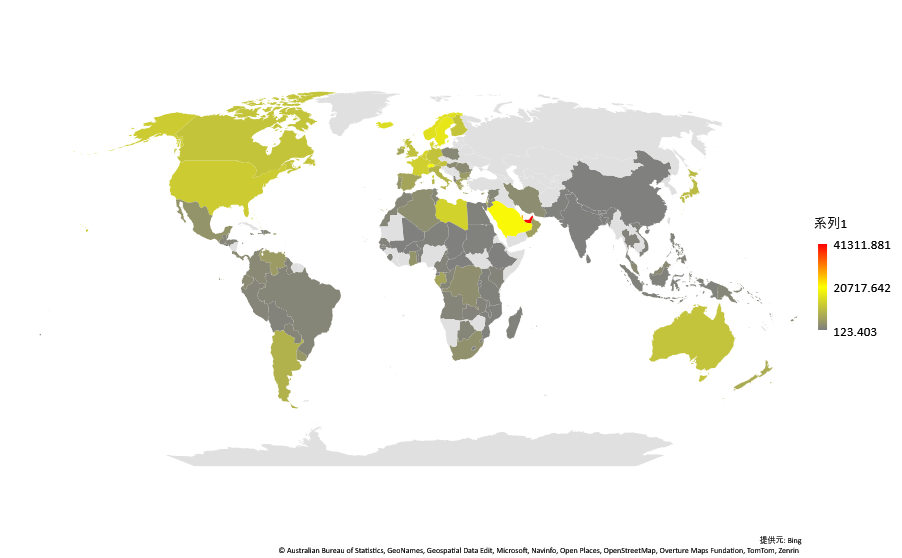 系列1
41311.881
20717.642
123.403
提供元: Bing
© Australian Bureau of Statistics, GeoNames, Geospatial Data Edit, Microsoft, Navinfo, Open Places, OpenStreetMap, Overture Maps Fundation, TomTom, Zenrin